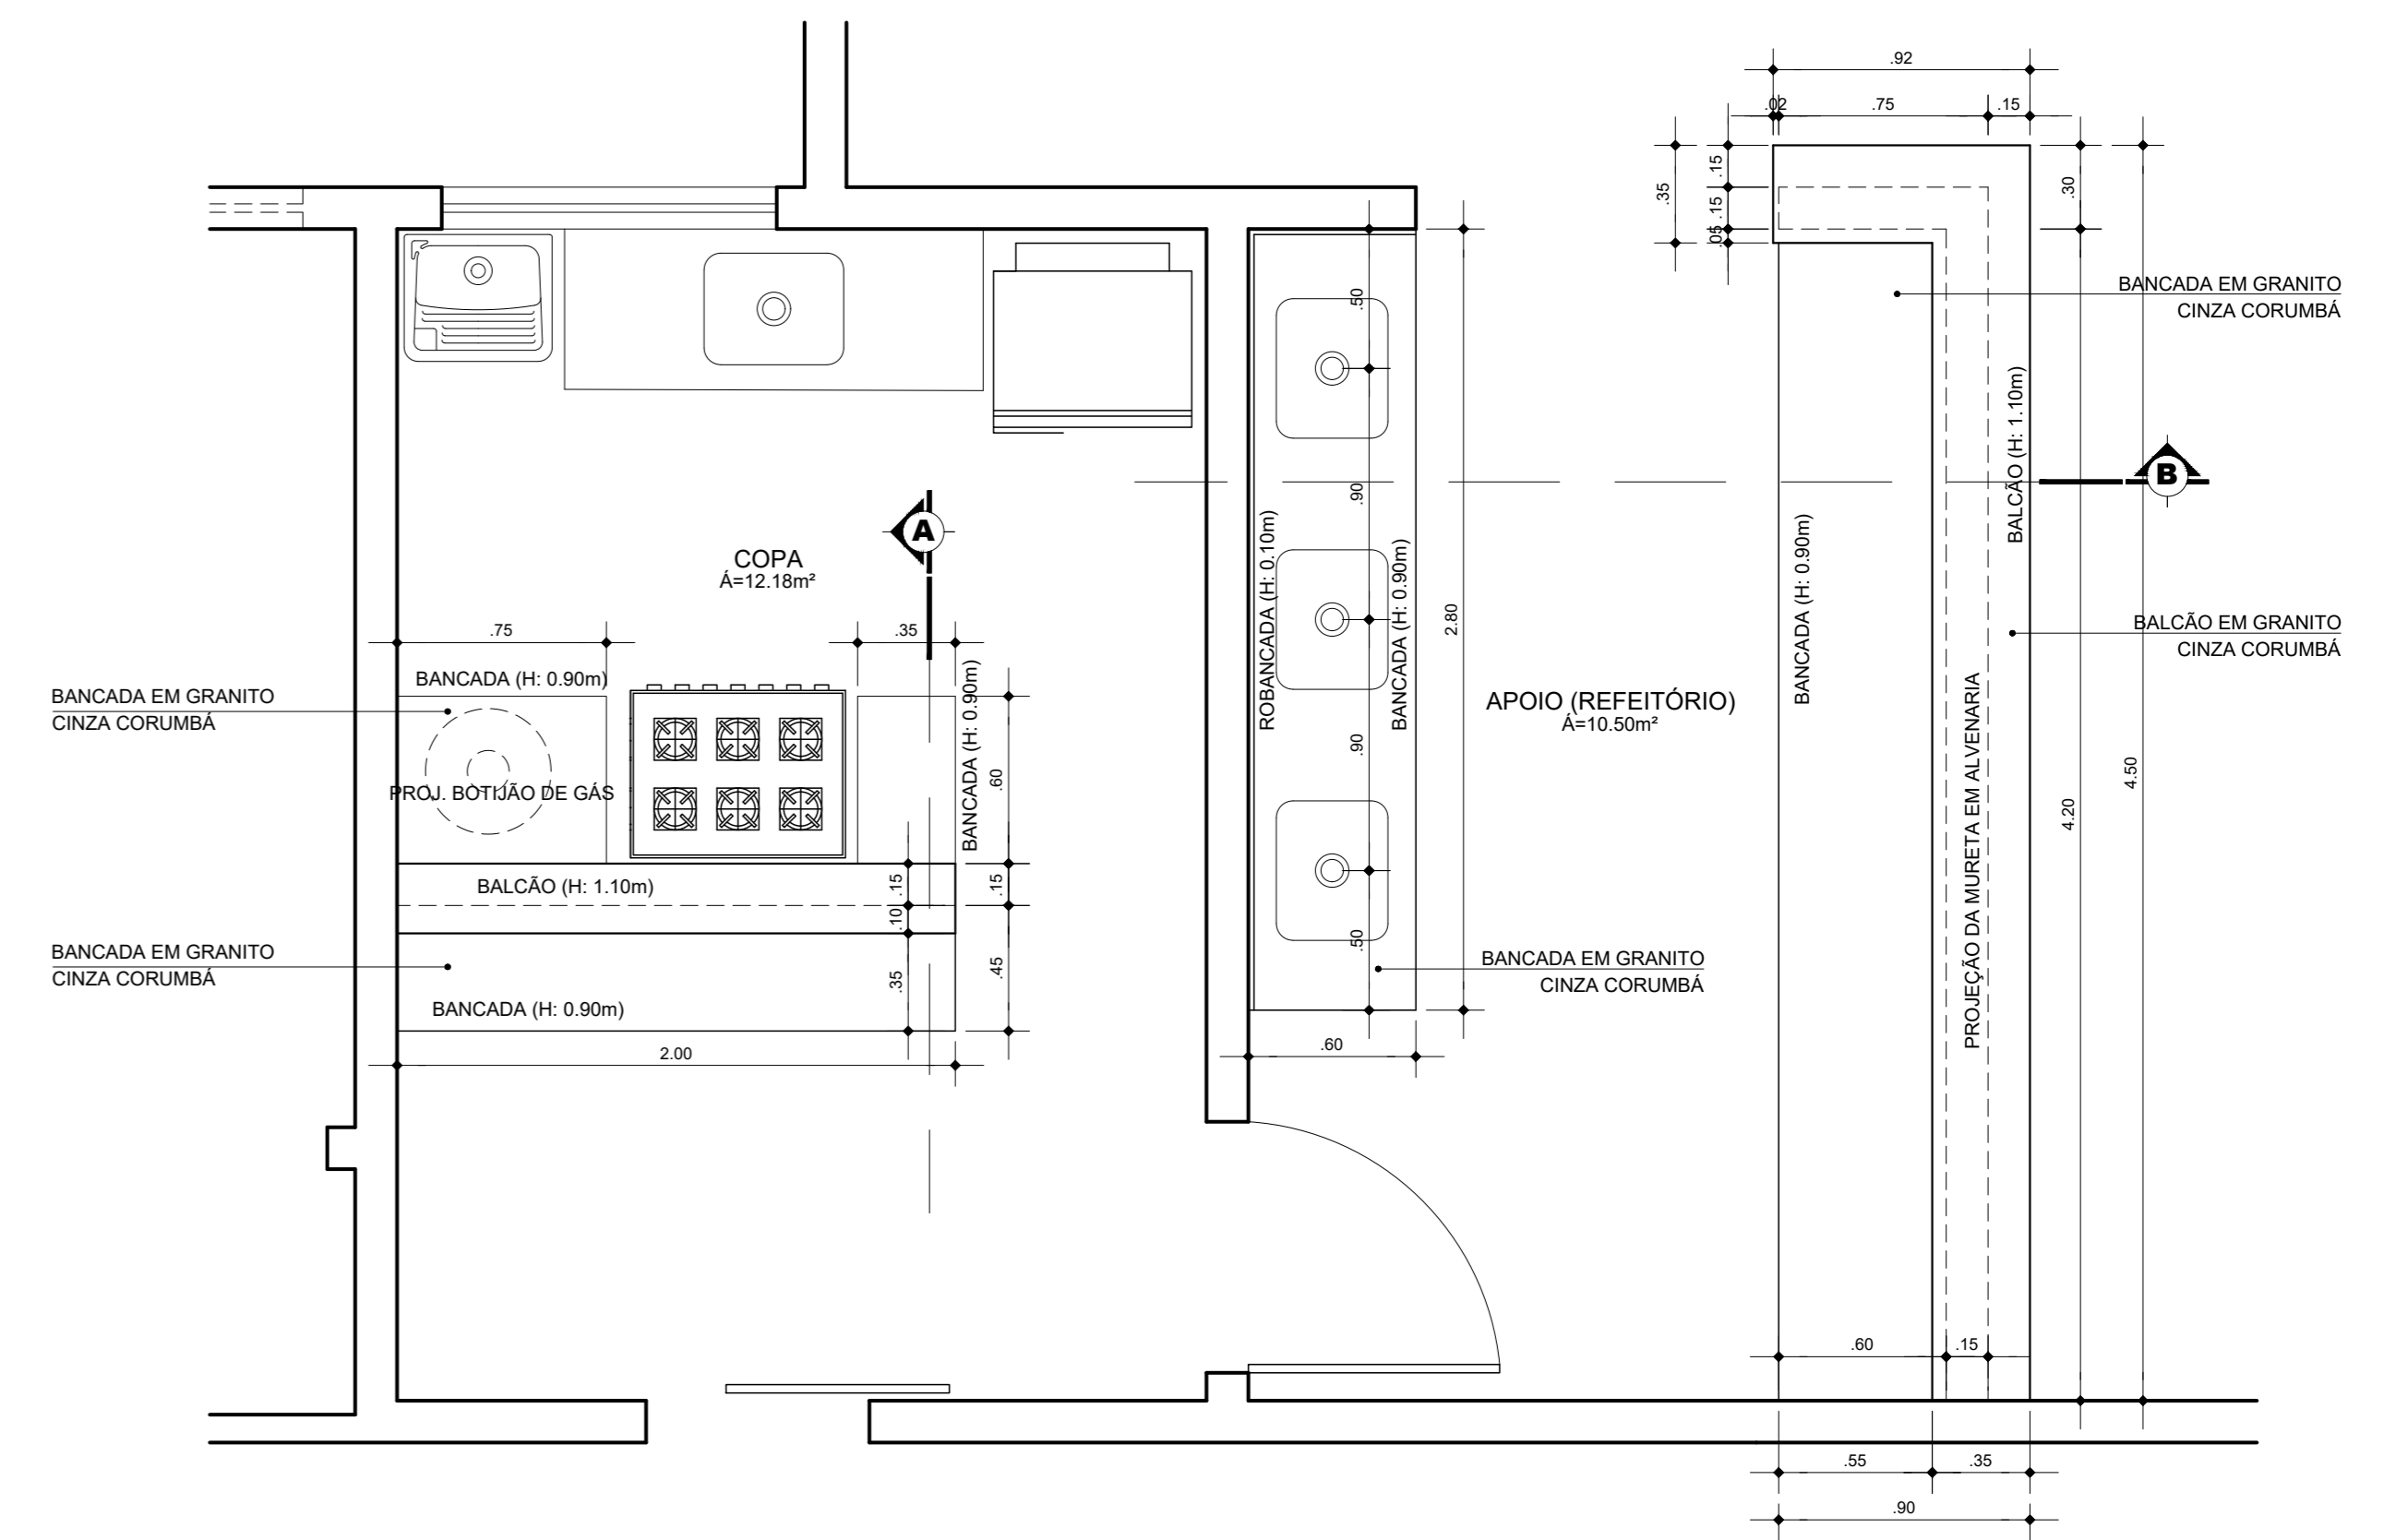 .92
.02
.75
.15
.35
.15
.15
.05
.30
BANCADA EM GRANITO
CINZA CORUMBÁ
.50
BALCÃO (H: 1.10m)
B
.90
A
COPA
Á=12.18m²
ROBANCADA (H: 0.10m)
BANCADA (H: 0.90m)
2.80
BANCADA (H: 0.90m)
BALCÃO EM GRANITO
CINZA CORUMBÁ
.75
.35
BANCADA (H: 0.90m)
BANCADA EM GRANITO
CINZA CORUMBÁ
BANCADA (H: 0.90m)
.60
PROJ. BOTIJÃO DE GÁS
.90
APOIO (REFEITÓRIO)
Á=10.50m²
PROJEÇÃO DA MURETA EM ALVENARIA
4.20
4.50
BALCÃO (H: 1.10m)
.15
.15
.10
BANCADA EM GRANITO
CINZA CORUMBÁ
.35
.45
BANCADA (H: 0.90m)
.50
BANCADA EM GRANITO
CINZA CORUMBÁ
2.00
.60
.60
.15
.55
.35
.90